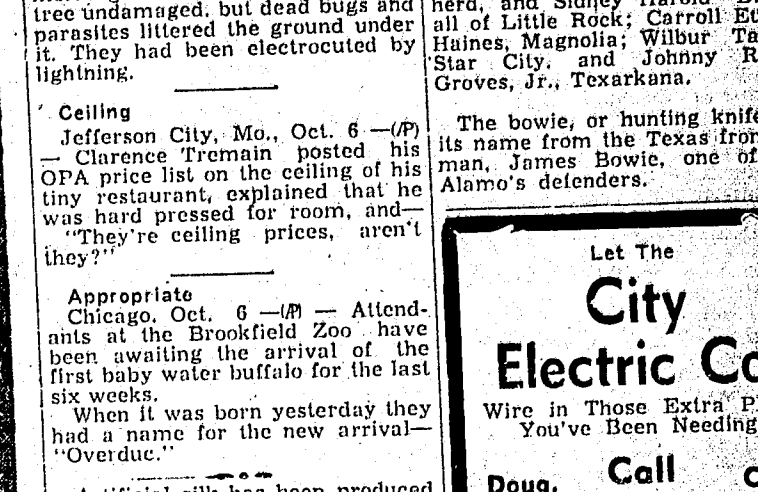 tree undamaged, but dead bugs and
parasites littered the ground under
it. They had been electrocuted by
lightning.
Ceiling
Jefferson City, Mo., Oct. 6 —(AP)
— Clarence Tremain posted his
OPA price list on the ceiling of his
tiny restaurant, explained that he
was hard pressed for room, and—
"They're ceiling prices, aren't
they?"
Appropriate
Chicago, Oct. 6 —(AP) — Attend-
ants at the Brookfield Zoo have
been awaiting the arrival of the
first baby water buffalo for the last
six weeks.
When it was born yesterday they
had a name for the new arrival—
"Overdue."
has been produced
and Sidney
all of Little Rock; Carroll
Haines, Magnolia; Wilbur
Star City, and Johnny R
Groves, Jr., Texarkana.
The bowie, or hunting knife
its name from the Texas
man, James Bowie, one of
Alamo's defenders.
Let The
City
Electric Co
Wire in Those Extra
You've Been Needing
Doug. Call